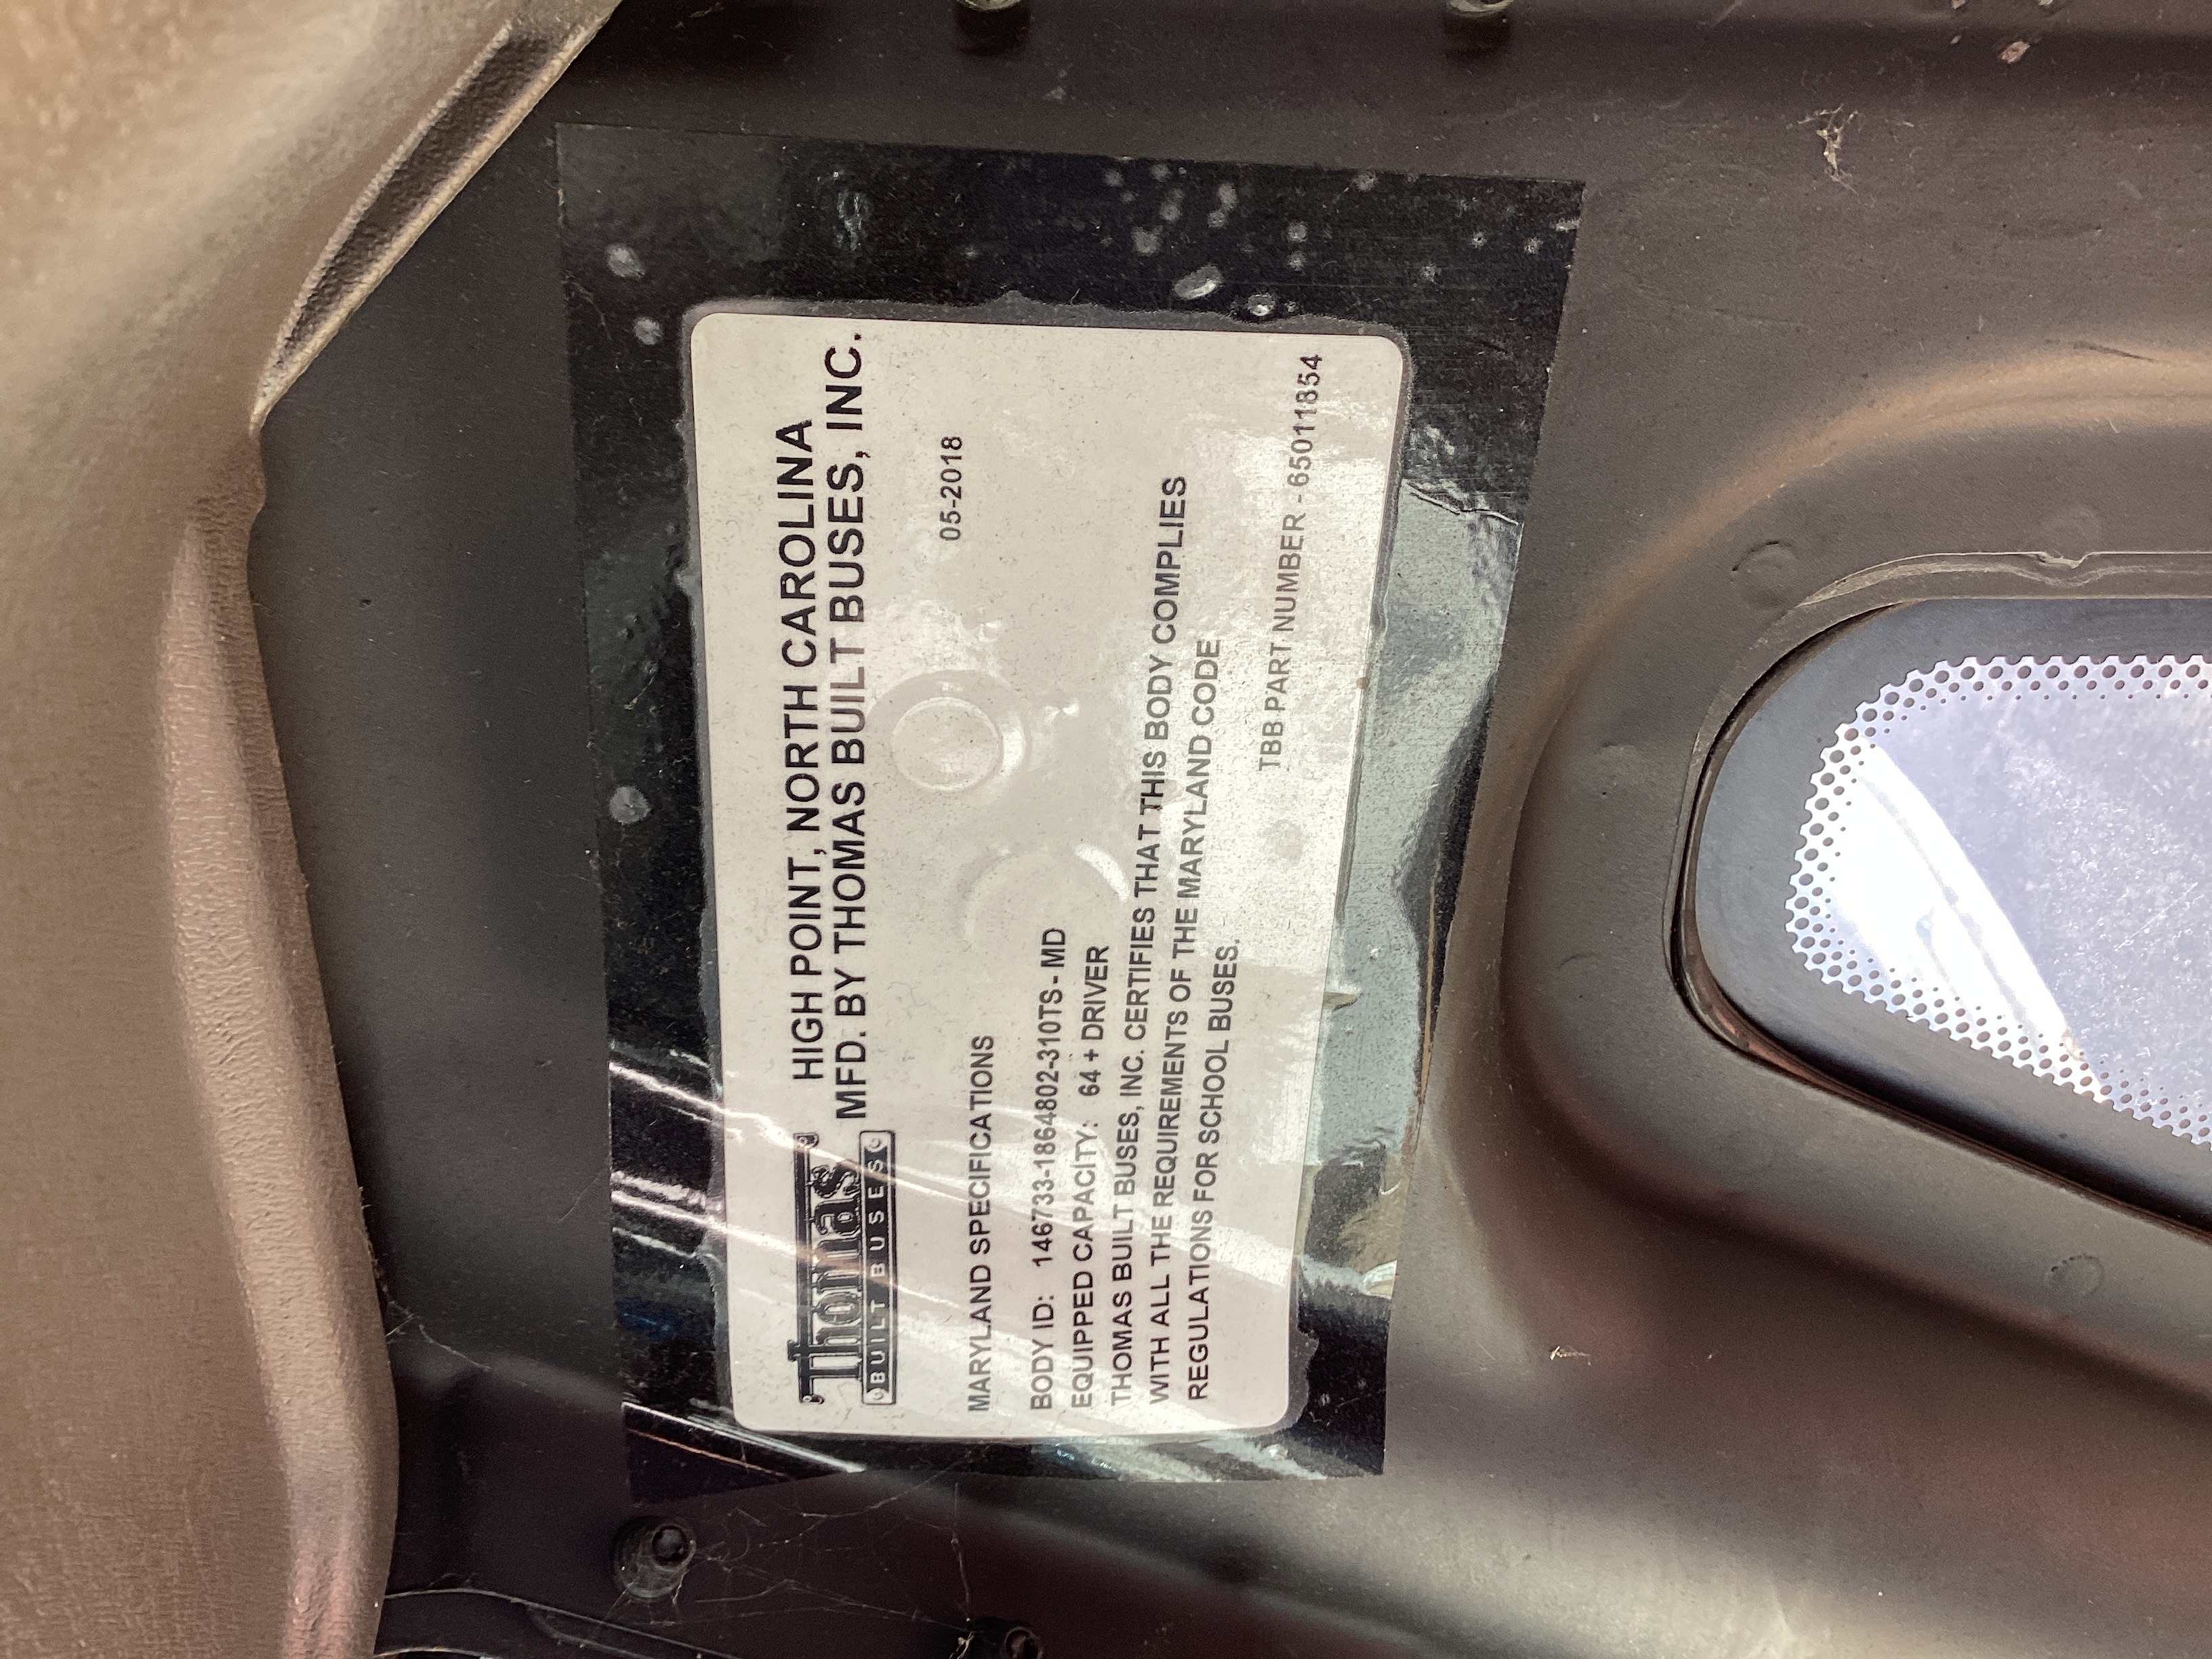 Thomas®
BUILT BUSES
HIGH POINT, NORTH CAROLINA
MFD. BY THOMAS BUILT BUSES, INC.
05-2018
MARYLAND SPECIFICATIONS
BODY ID: 146733-1864802-310TS - MD
EQUIPPED CAPACITY: 64 + DRIVER
THOMAS BUILT BUSES, INC. CERTIFIES THAT THIS BODY COMPLIES
WITH ALL THE REQUIREMENTS OF THE MARYLAND CODE
REGULATIONS FOR SCHOOL BUSES.
TBB PART NUMBER - 65011854